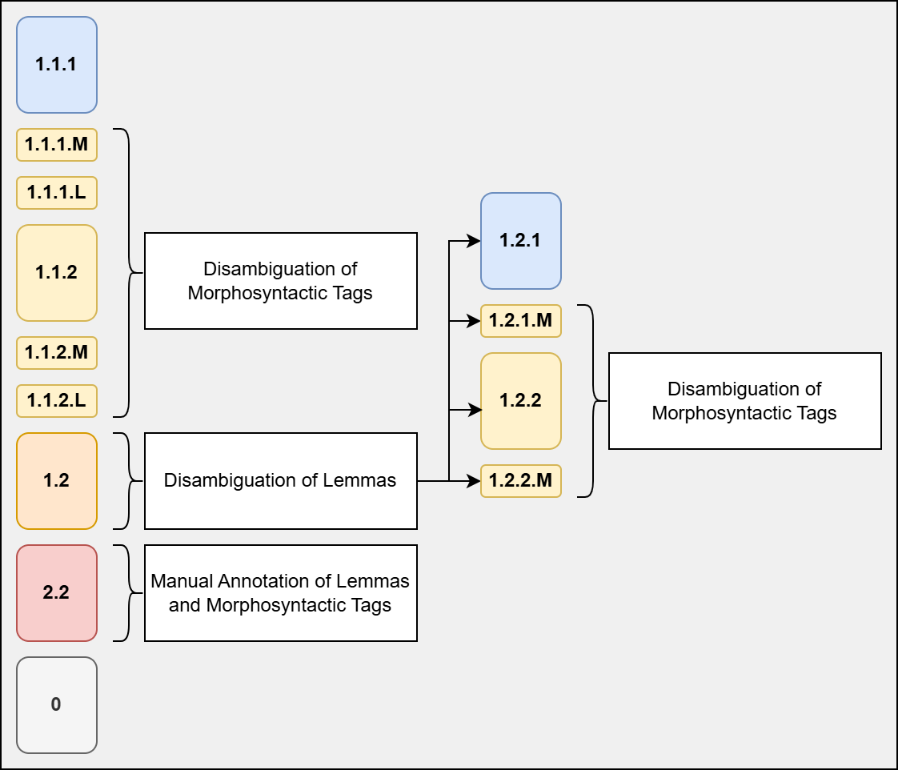 1.1.1
1.1.1.M
1.1.1.L
1.1.2
1.1.2.M
1.1.2.L
Disambiguation of
Morphosyntactic Tags
1.2
Disambiguation of Lemmas
2.2
Manual Annotation of Lemmas
and Morphosyntactic Tags
0
1.2.1
1.2.1.M
1.2.2
1.2.2.M
Disambiguation of
Morphosyntactic Tags